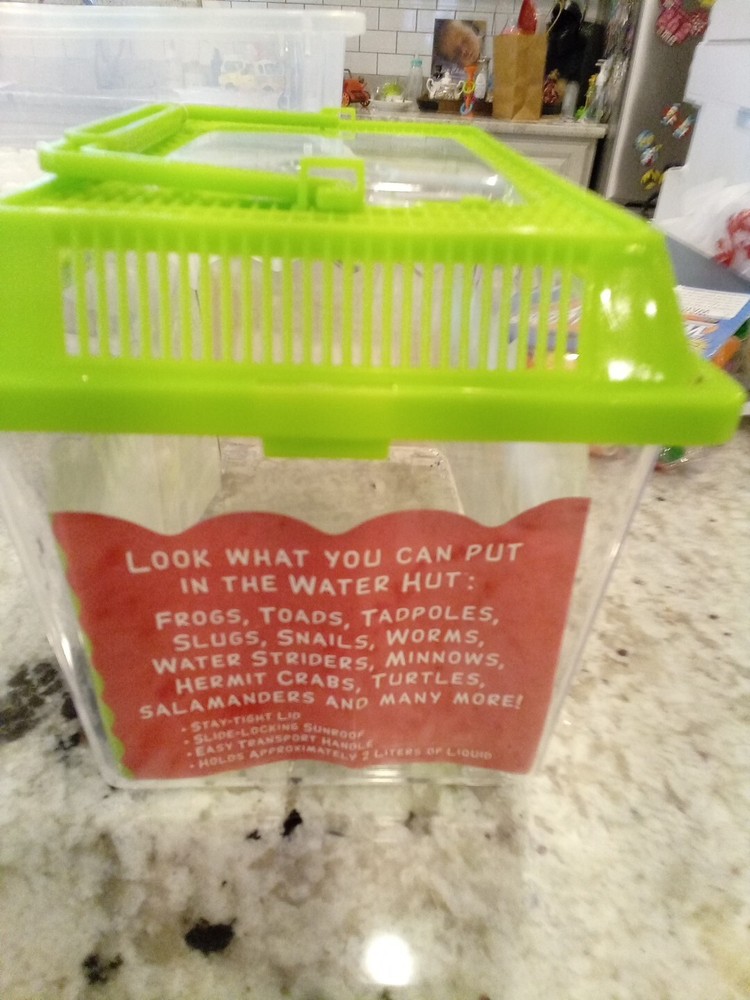 LOOK WHAT YOU CAN PUT
IN THE WATER HUT:
FROGS, TOADS, TADPOLES,
SLUGS, SNAILS, WORMS,
WATER STRIDERS, MINNOWS,
HERMIT CRABS, TURTLES,
SALAMANDERS AND MANY MORE!
• STAY-TIGHT LID
• SLIDE-LOCKING SUNROOF
• EASY TRANSPORT HANDLE
• HOLDS APPROXIMATELY 2 LITERS OF LIQUID